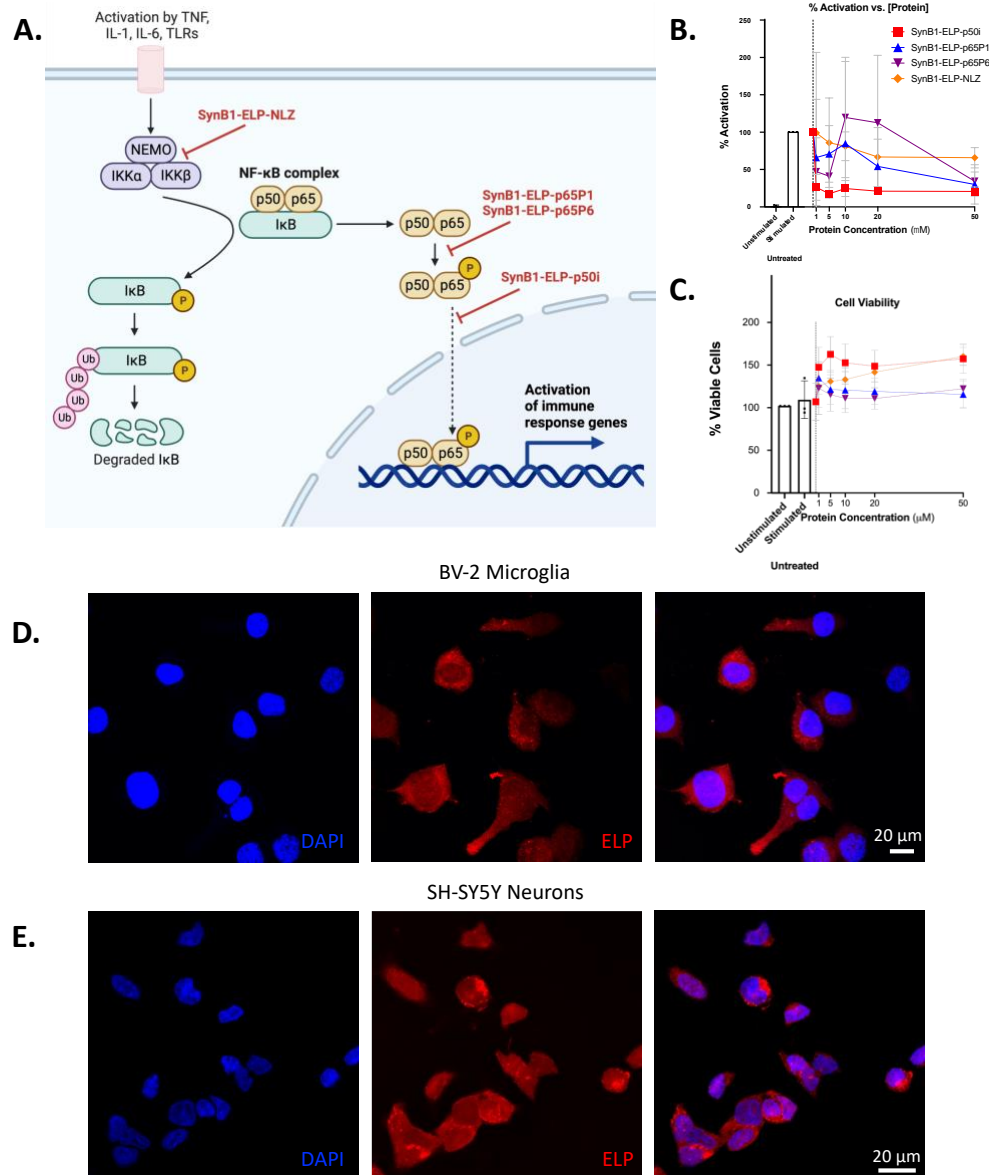 A.
Activation by TNF,
IL-1, IL-6, TLRs
SynB1-ELP-NLZ
NEMO
IKKα
IKKβ
NF-κB complex
p50
p65
IκB
SynB1-ELP-p65P1
SynB1-ELP-p65P6
p50
p65
p50
p65
P
SynB1-ELP-p50i
IκB
P
Ub
IκB
P
Ub
Ub
Ub
Degraded IκB
Activation
of immune
response genes
p50
p65
P
B.
% Activation vs. [Protein]
SynB1-ELP-p50i
SynB1-ELP-p65P1
SynB1-ELP-p65P6
SynB1-ELP-NLZ
% Activation
250
200
150
100
50
0
1
5
10
20
50
Unstimulated
Stimulated
Protein Concentration (mM)
Untreated
C.
Cell Viability
% Viable Cells
200
150
100
50
0
1
5
10
20
50
Unstimulated
Stimulated
Protein Concentration (μM)
Untreated
BV-2 Microglia
D.
DAPI
ELP
20 μm
SH-SY5Y Neurons
E.
DAPI
ELP
20 μm